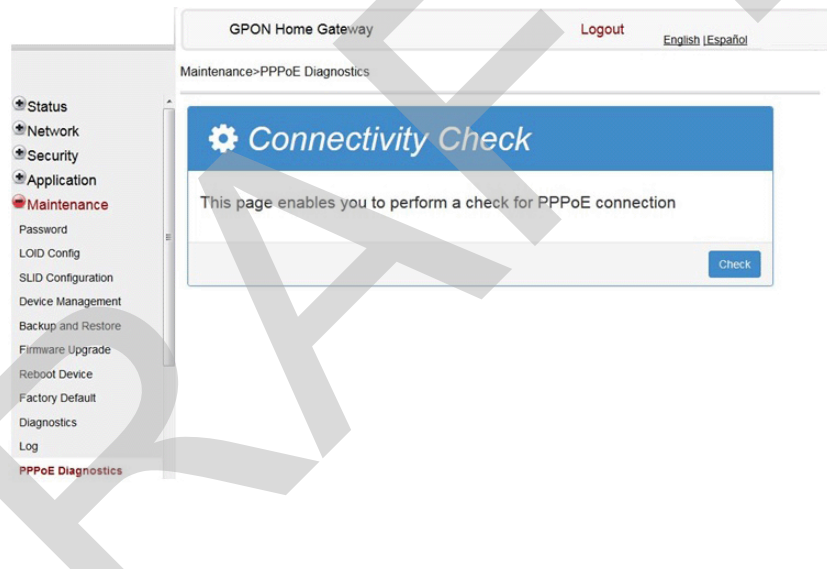 GPON Home Gateway
Logout
English | Español
Maintenance>PPPoE Diagnostics
Status
Network
Security
Application
Maintenance
Password
LOID Config
SLID Configuration
Device Management
Backup and Restore
Firmware Upgrade
Reboot Device
Factory Default
Diagnostics
Log
PPPoE Diagnostics
Connectivity Check
This page enables you to perform a check for PPPoE connection
Check